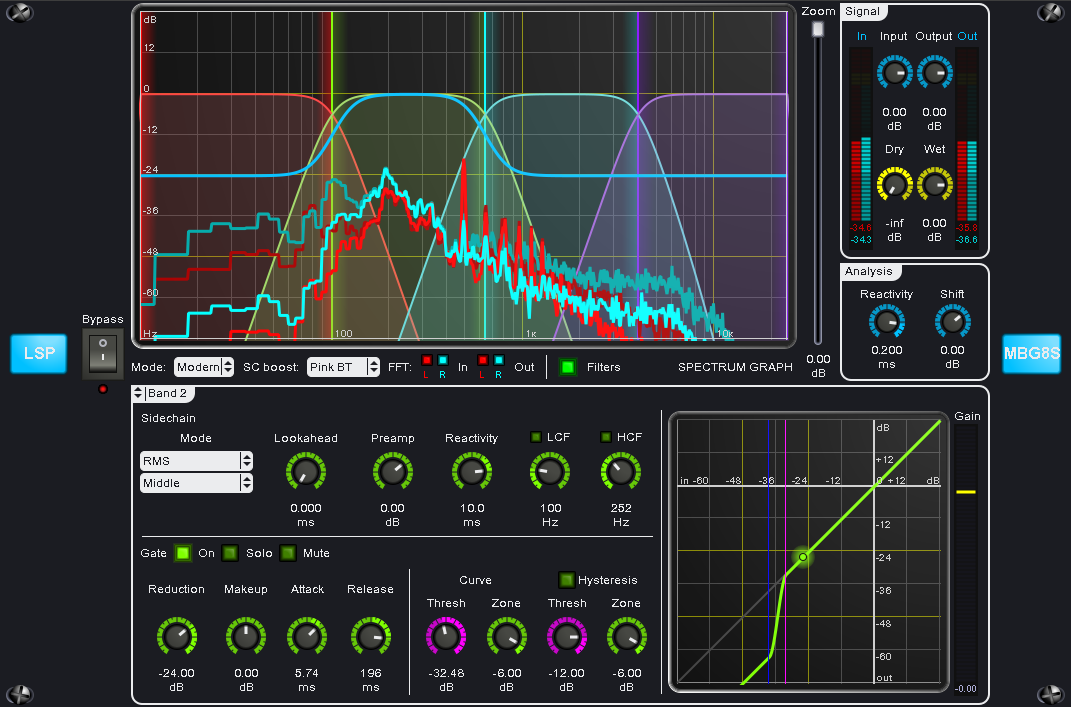 Zoom
Signal
dB
12
0
-12
-24
-36
-48
-60
Hz
100
1k
10k
In
Input
Output
Out
0.00
dB
0.00
dB
Dry
Wet
-inf
dB
0.00
dB
-34.6
-34.3
-35.9
-36.6
Analysis
Reactivity
Shift
0.200
ms
0.00
dB
Bypass
LSP
MBG8S
0.00
dB
Mode:
Modern
SC boost:
Pink BT
FFT:
L
R
In
L
R
Out
Filters
SPECTRUM GRAPH
Band 2
Sidechain
Mode
RMS
Middle
Lookahead
0.000
ms
Preamp
0.00
dB
Reactivity
10.0
ms
LCF
100
Hz
HCF
252
Hz
Gate
On
Solo
Mute
Reduction
-24.00
dB
Makeup
0.00
dB
Attack
5.74
ms
Release
196
ms
Curve
Thresh
-32.46
dB
Zone
-6.00
dB
Hysteresis
Thresh
-12.00
dB
Zone
-6.00
dB
dB
+12
in -60 -48 -36 -24 -12 0 +12 dB
-12
-24
-36
-48
-60
out
Gain
-0.00